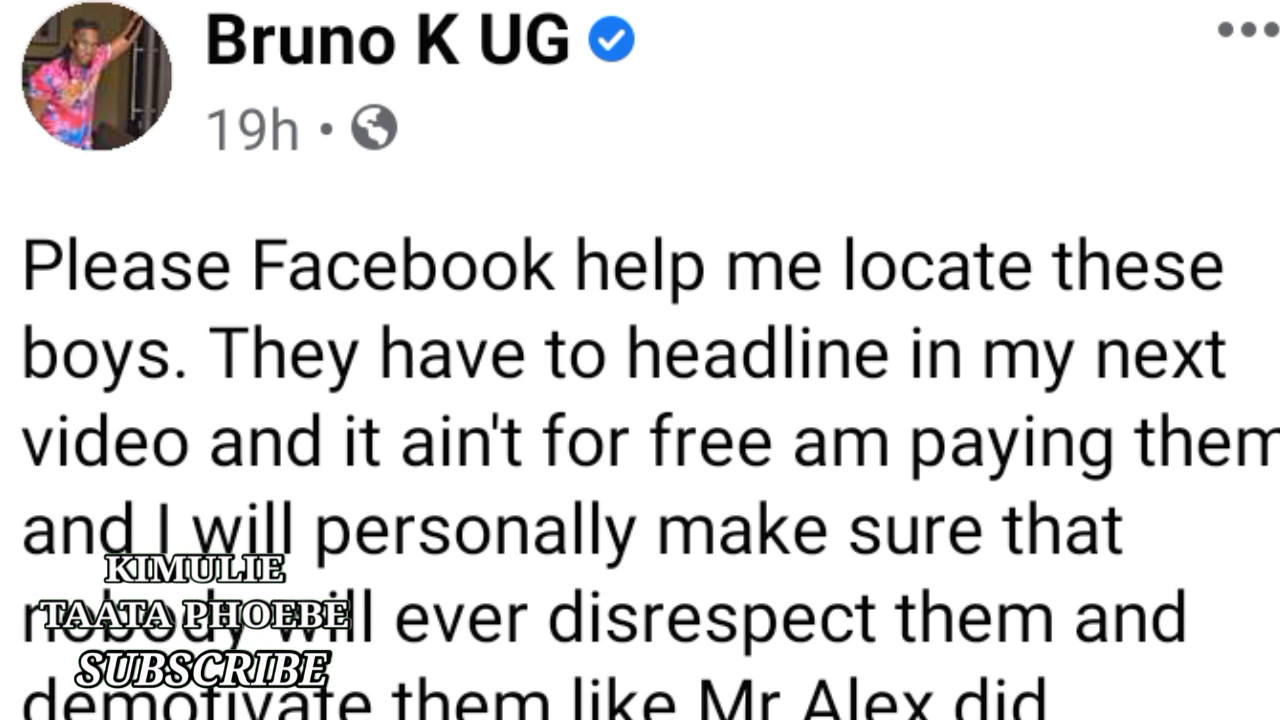 Bruno K UG
19h •
Please Facebook help me locate these
boys. They have to headline in my next
video and it ain't for free am paying them
and I will personally make sure that
nobody will ever disrespect them and
demotivate them like Mr Alex did
KIMULIE
TAATA PHOEBE
SUBSCRIBE